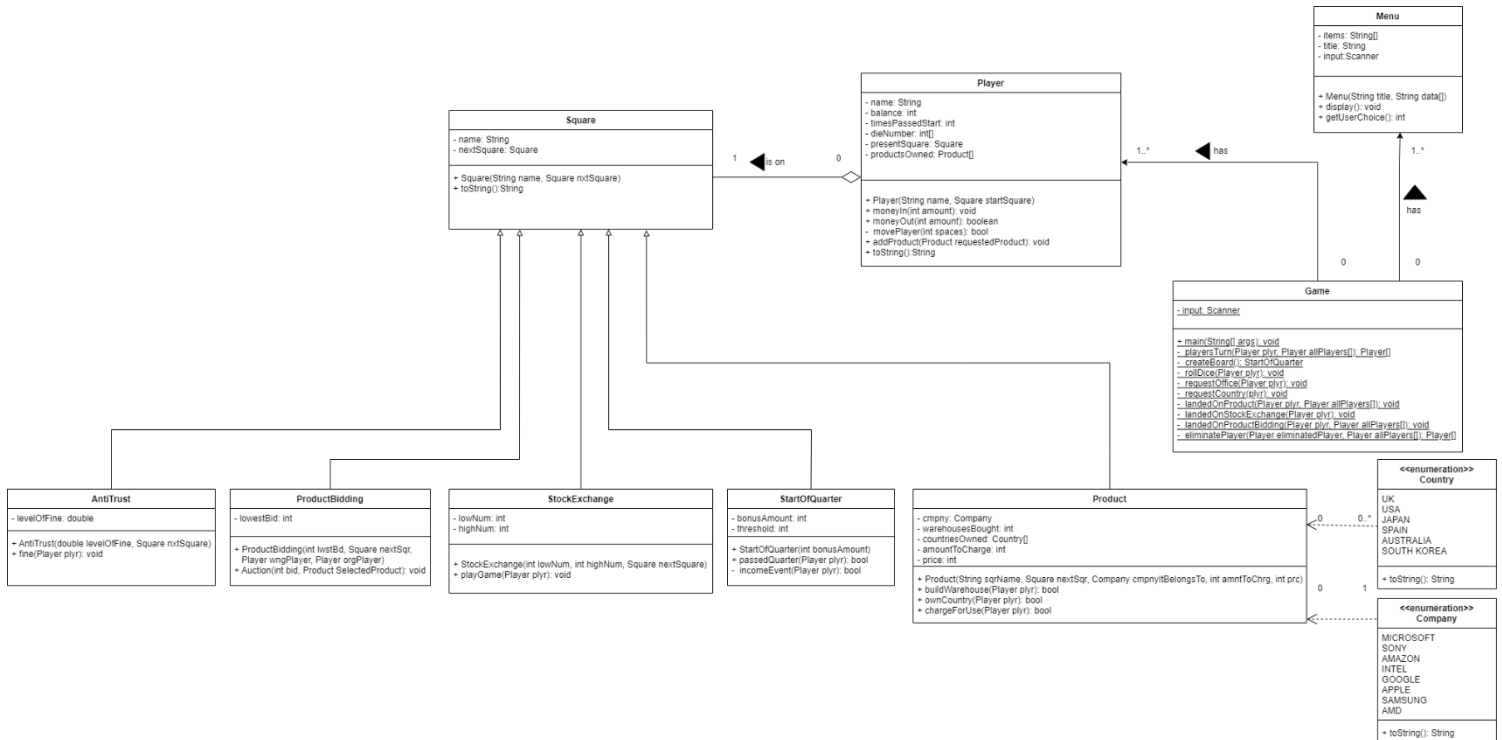 Menu
- items: String[]
- title: String
- input:Scanner
+ Menu(String title, String data[])
+ display(): void
+ getUserChoice(): int
Player
- name: String
- balance: int
- timesPassedStart: int
- dieNumber: int[]
- presentSquare: Square
- productsOwned: Product[]
+ Player(String name, Square startSquare)
+ moneyIn(int amount): void
+ moneyOut(int amount): boolean
- movePlayer(int spaces): bool
+ addProduct(Product requestedProduct): void
+ toString():String
Square
- name: String
- nextSquare: Square
+ Square(String name, Square nxtSquare)
+ toString():String
1
is on
0
1..*
has
0
1..*
has
0
Game
- input: Scanner
+ main(String[] args): void
- playersTurn(Player plyr, Player allPlayers[]): Player[]
- createBoard(): StartOfQuarter
- rollDice(Player plyr): void
- requestOffice(Player plyr): void
- requestCountry(plyr): void
- landedOnProduct(Player plyr, Player allPlayers[]): void
- landedOnStockExchange(Player plyr): void
- landedOnProductBidding(Player plyr, Player allPlayers[]): void
- eliminatePlayer(Player eliminatedPlayer, Player allPlayers[]): Player[]
AntiTrust
- levelOfFine: double
+ AntiTrust(double levelOfFine, Square nxtSquare)
+ fine(Player plyr): void
ProductBidding
- lowestBid: int
+ ProductBidding(int lwstBd, Square nextSqr,
Player wngPlayer, Player orgPlayer)
+ Auction(int bid, Product SelectedProduct): void
StockExchange
- lowNum: int
- highNum: int
+ StockExchange(int lowNum, int highNum, Square nextSquare)
+ playGame(Player plyr): void
StartOfQuarter
- bonusAmount: int
- threshold: int
+ StartOfQuarter(int bonusAmount)
+ passedQuarter(Player plyr): bool
- incomeEvent(Player plyr): bool
Product
- cmpny: Company
- warehousesBought: int
- countriesOwned: Country[]
- amountToCharge: int
- price: int
+ Product(String sqrName, Square nextSqr, Company cmpnyItBelongsTo, int amntToChrg, int prc)
+ buildWarehouse(Player plyr): bool
+ ownCountry(Player plyr): bool
+ chargeForUse(Player plyr): bool
0
0..*
0
1
<<enumeration>>
Country
UK
USA
JAPAN
SPAIN
AUSTRALIA
SOUTH KOREA
+ toString(): String
<<enumeration>>
Company
MICROSOFT
SONY
AMAZON
INTEL
GOOGLE
APPLE
SAMSUNG
AMD
+ toString(): String